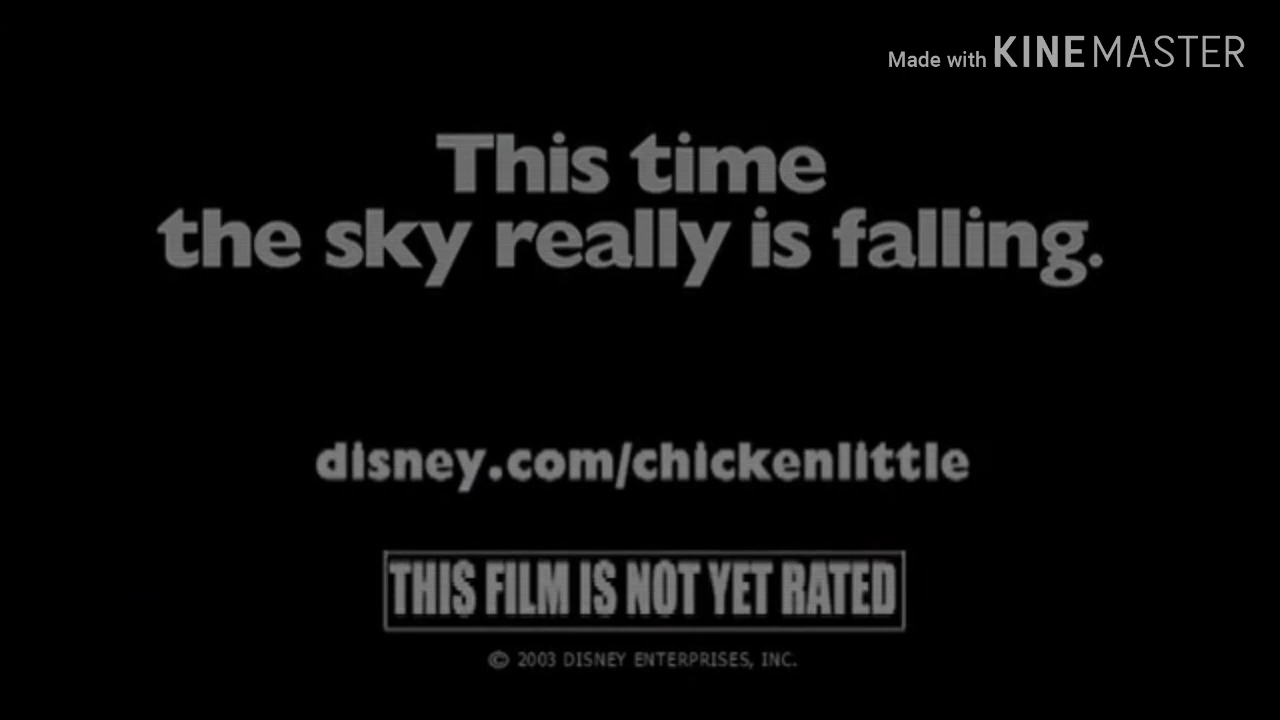 Made with KINEMASTER
This time
the sky really is falling.
disney.com/chickenlittle
THIS FILM IS NOT YET RATED
© 2003 DISNEY ENTERPRISES, INC.